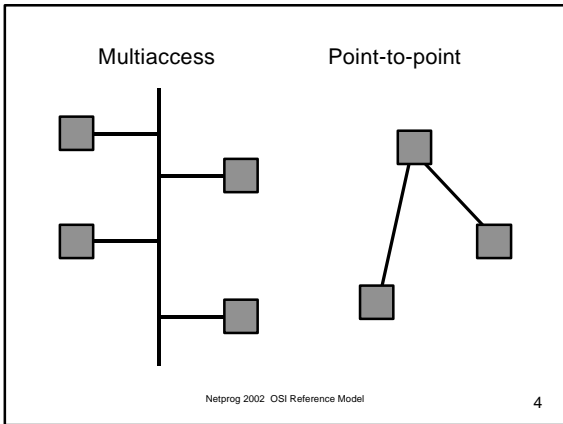 Multiaccess Point-to-point
Netprog 2002 OSI Reference Model 4